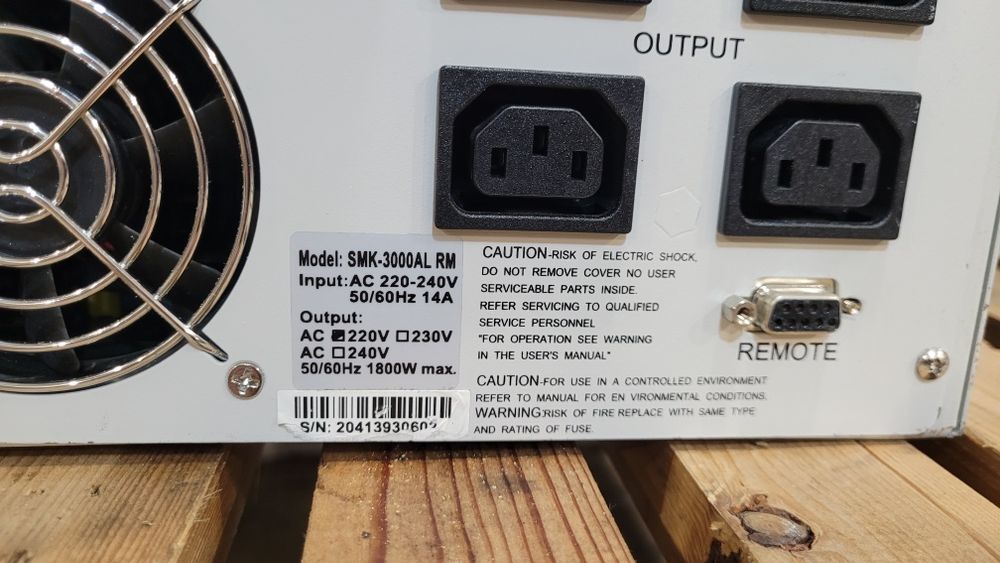 OUTPUT
Model: SMK-3000AL RM
Input:AC 220-240V
50/60Hz 14A
Output:
AC ☑220V ☐230V
AC ☐240V
50/60Hz 1800W max.
S/N:
CAUTION-RISK OF ELECTRIC SHOCK,
DO NOT REMOVE COVER NO USER
SERVICEABLE PARTS INSIDE.
REFER SERVICING TO QUALIFIED
SERVICE PERSONNEL
"FOR OPERATION SEE WARNING
IN THE USER'S MANUAL"
CAUTION-FOR USE IN A CONTROLLED ENVIRONMENT
REFER TO MANUAL FOR EN VIRONMENTAL CONDITIONS.
WARNING:RISK OF FIRE REPLACE WITH SAME TYPE
AND RATING OF FUSE.
REMOTE